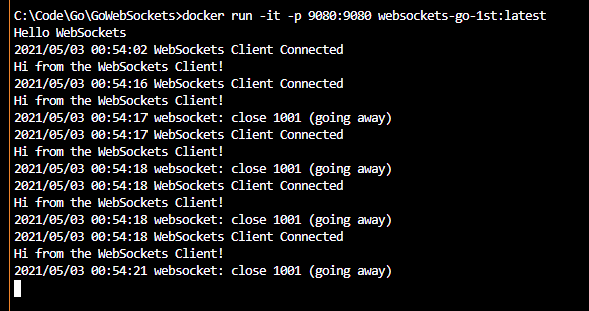 C:\Code\Go\GoWebSockets>docker run -it -p 9080:9080 websockets-go-1st:latest
Hello WebSockets
2021/05/03 00:54:02 WebSockets Client Connected
Hi from the WebSockets Client!
2021/05/03 00:54:16 WebSockets Client Connected
Hi from the WebSockets Client!
2021/05/03 00:54:17 websocket: close 1001 (going away)
2021/05/03 00:54:17 WebSockets Client Connected
Hi from the WebSockets Client!
2021/05/03 00:54:18 websocket: close 1001 (going away)
2021/05/03 00:54:18 WebSockets Client Connected
Hi from the WebSockets Client!
2021/05/03 00:54:18 websocket: close 1001 (going away)
2021/05/03 00:54:18 WebSockets Client Connected
Hi from the WebSockets Client!
2021/05/03 00:54:21 websocket: close 1001 (going away)